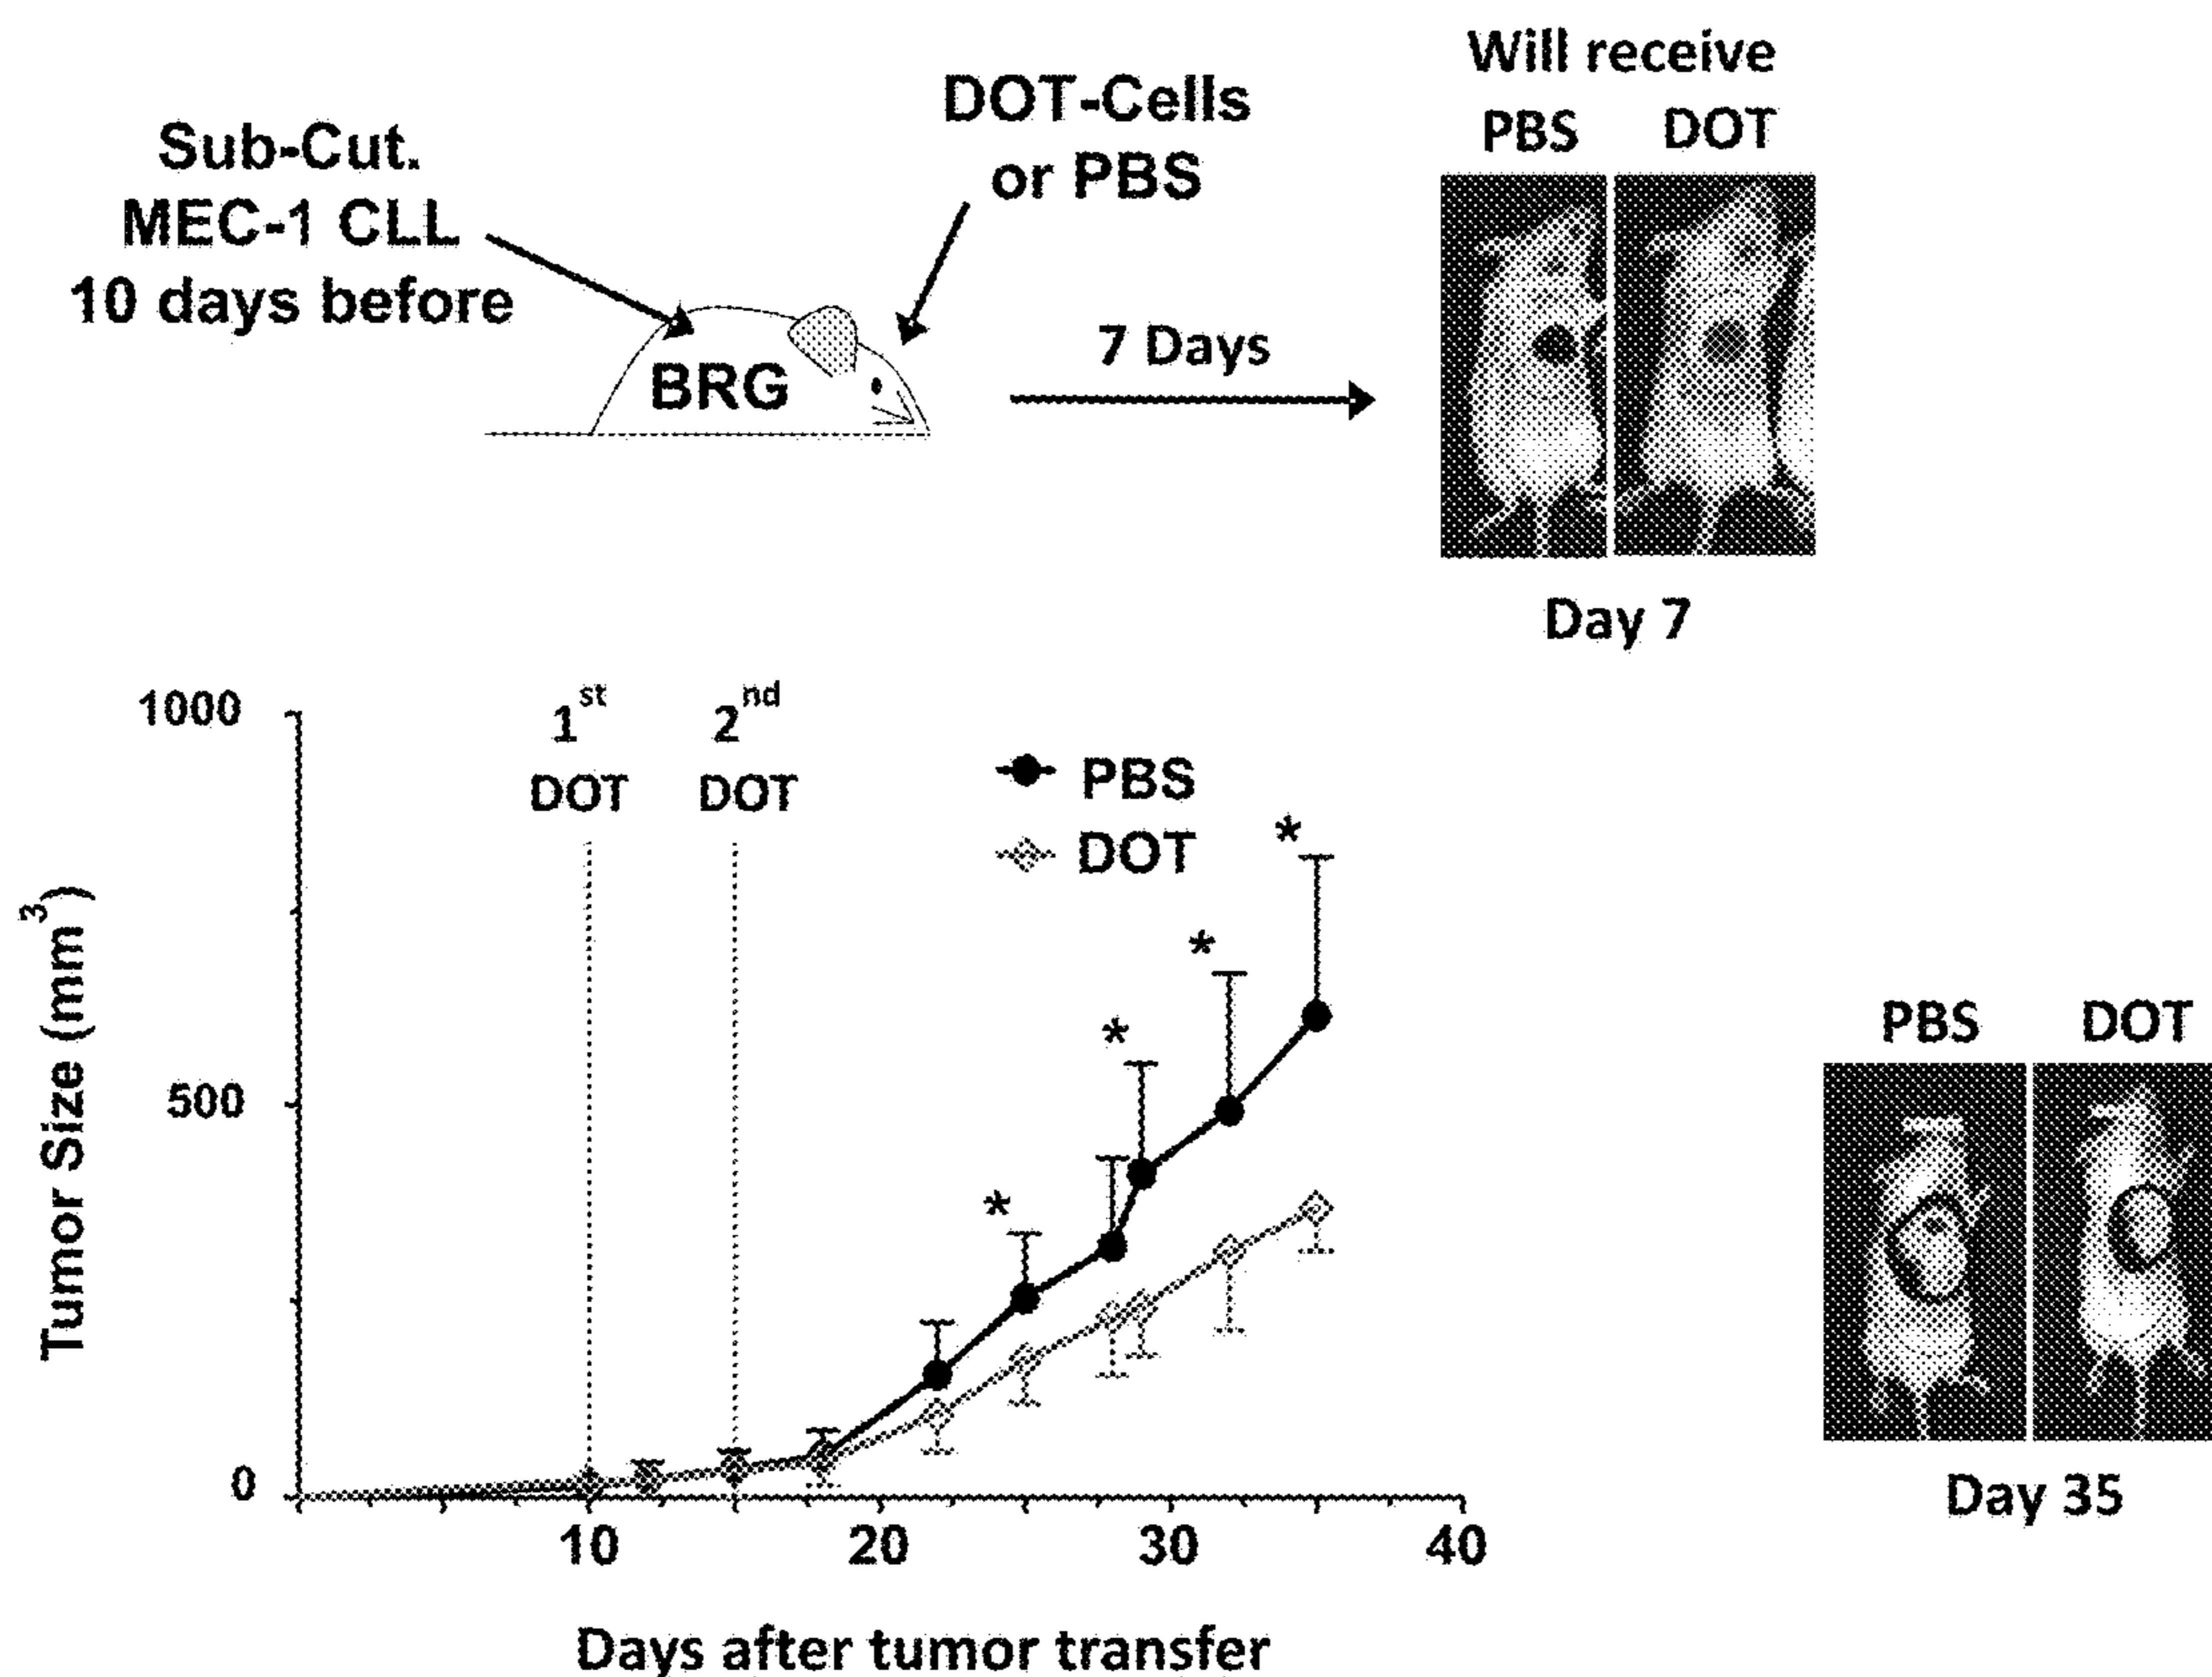 Sub-Cut.
MEC-1 CLL
10 days before
DOT-Cells
or PBS
BRG
7 Days
Will receive
PBS DOT
Day 7
1000
500
0
Tumor Size (mm³)
1st DOT
2nd DOT
PBS
DOT
*
*
*
*
10 20 30 40
Days after tumor transfer
PBS DOT
Day 35